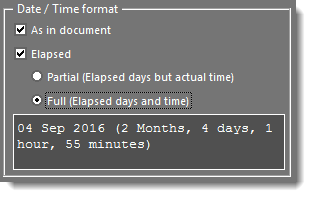 Date / Time format
As in document
Elapsed
Partial (Elapsed days but actual time)
Full (Elapsed days and time)
04 Sep 2016 (2 Months, 4 days, 1
hour, 55 minutes)